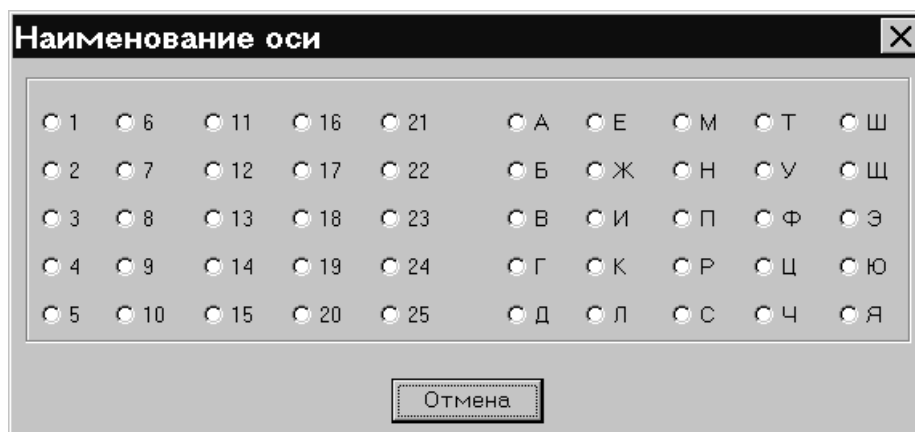 Наименование оси
1 6 11 16 21 А Е М Т Ш
2 7 12 17 22 Б Ж Н У Щ
3 8 13 18 23 В И П Ф Э
4 9 14 19 24 Г К Р Ц Ю
5 10 15 20 25 Д Л С Ч Я
Отмена